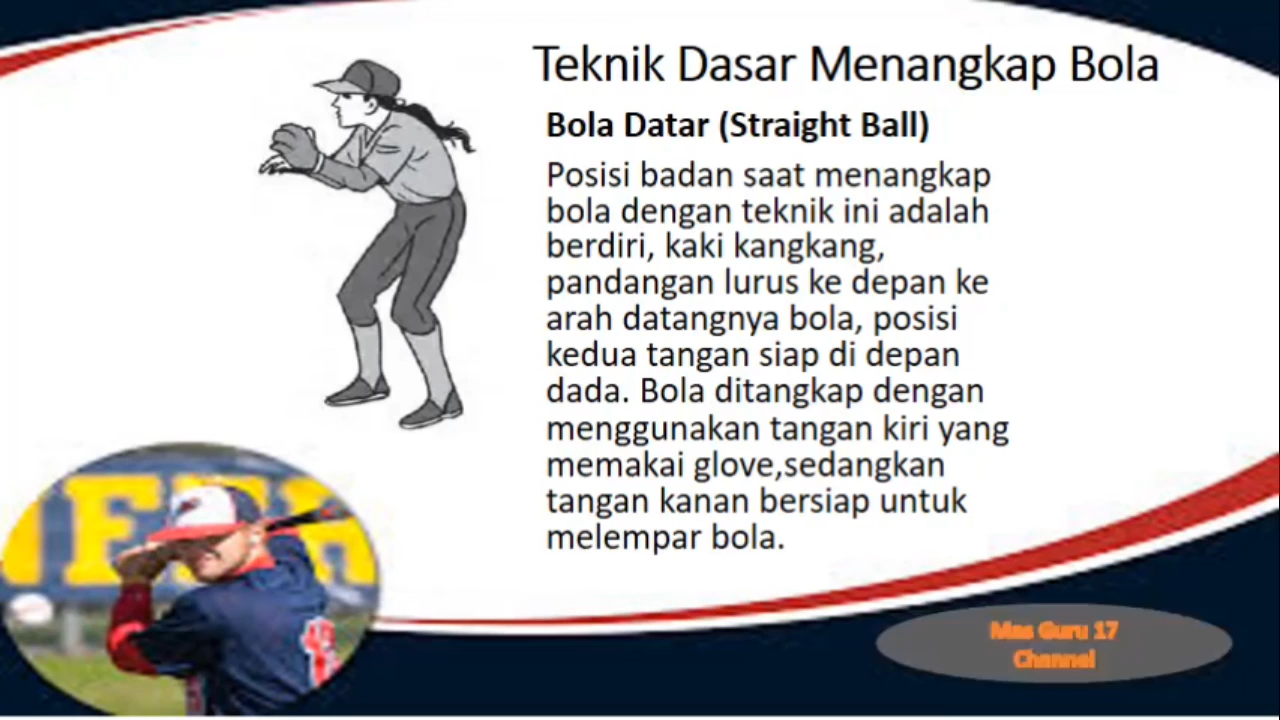 Teknik Dasar Menangkap Bola
Bola Datar (Straight Ball)
Posisi badan saat menangkap
bola dengan teknik ini adalah
berdiri, kaki kangkang,
pandangan lurus ke depan ke
arah datangnya bola, posisi
kedua tangan siap di depan
dada. Bola ditangkap dengan
menggunakan tangan kiri yang
memakai glove,sedangkan
tangan kanan bersiap untuk
melempar bola.
Mas Guru 17
Channel